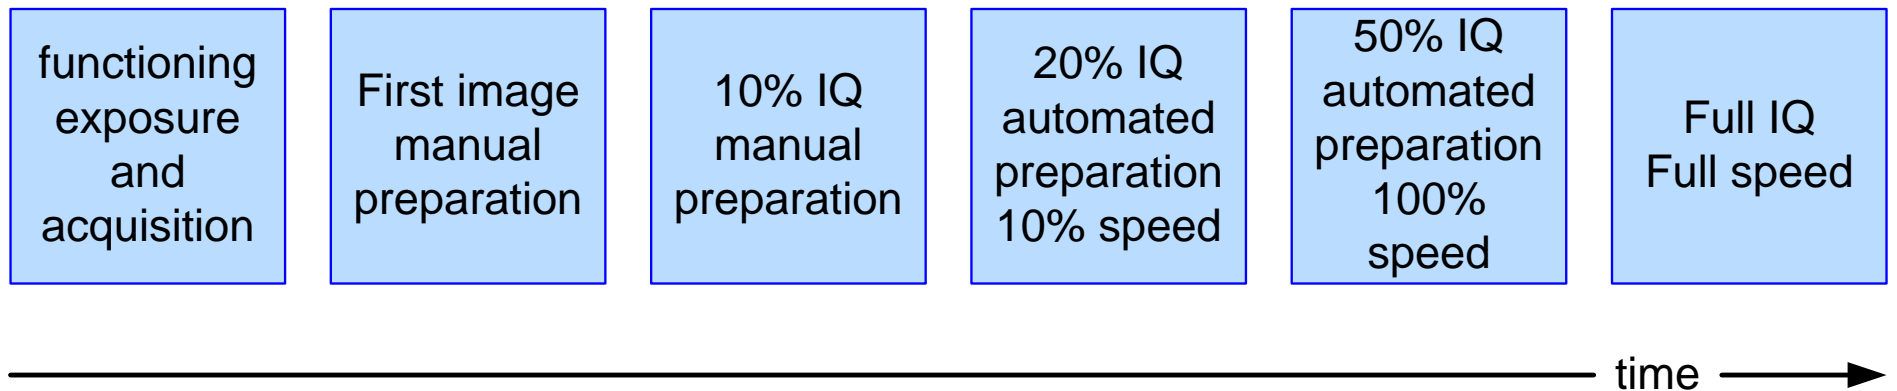 functioning
exposure
and
acquisition
First image
manual
preparation
10% IQ
manual
preparation
20% IQ
automated
preparation
10% speed
50% IQ
automated
preparation
100%
speed
Full IQ
Full speed
time